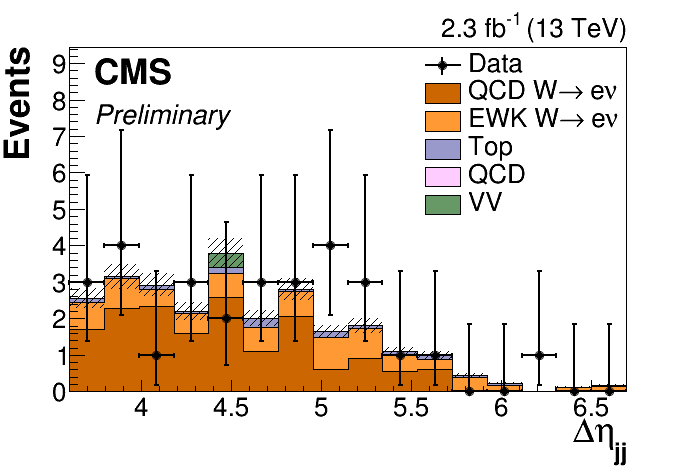 2.3 fb⁻¹ (13 TeV)
Events
CMS
Preliminary
Data
QCD W→ eν
EWK W→ eν
Top
QCD
VV
9
8
7
6
5
4
3
2
1
0
4 4.5 5 5.5 6 6.5
Δη_jj